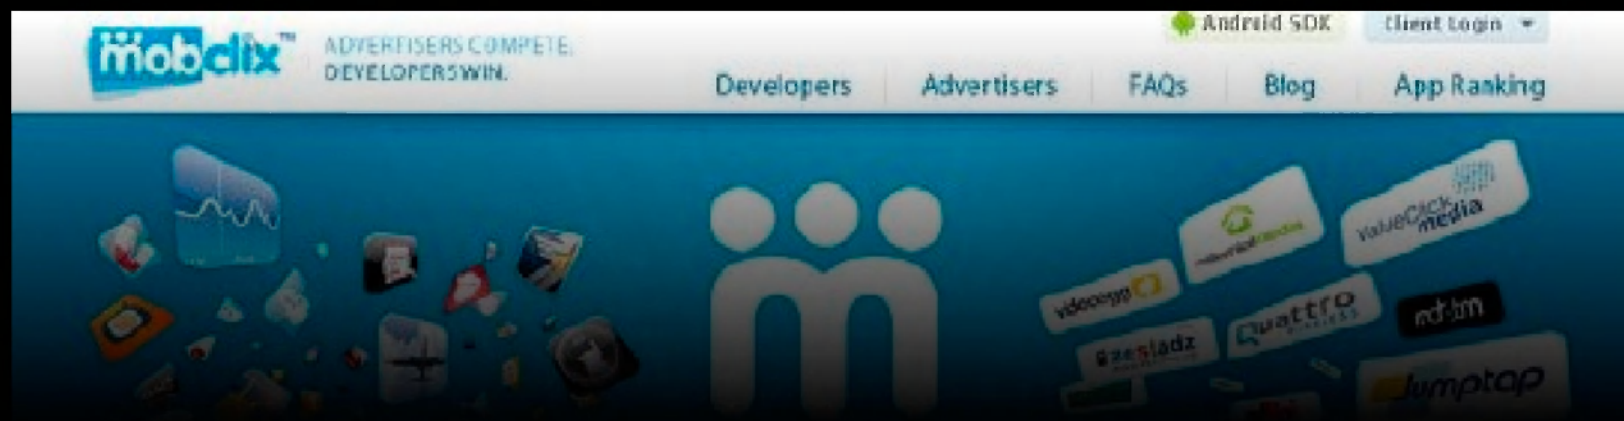 mobclix™
ADVERTISERS COMPETE.
DEVELOPERS WIN.
Android SDK
Client Login
Developers
Advertisers
FAQs
Blog
App Ranking
m
valueClick
media
videoegg
Quattro
WIRELESS
Jumptap